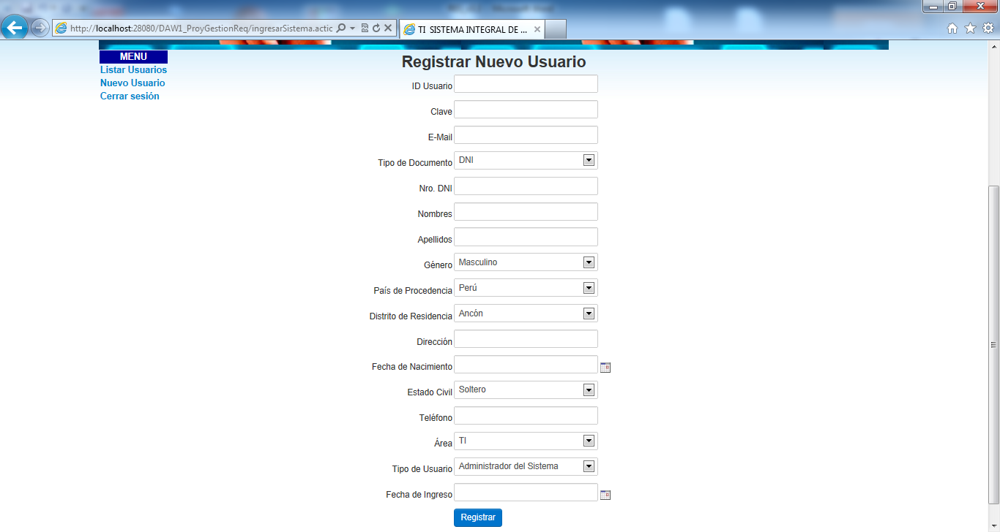 http://localhost:28080/DAW1_ProyGestionReq/ingresarSistema.actic
TI SISTEMA INTEGRAL DE ...
MENU
Listar Usuarios
Nuevo Usuario
Cerrar sesión
Registrar Nuevo Usuario
ID Usuario
Clave
E-Mail
Tipo de Documento DNI
Nro. DNI
Nombres
Apellidos
Género Masculino
País de Procedencia Perú
Distrito de Residencia Ancón
Dirección
Fecha de Nacimiento
Estado Civil Soltero
Teléfono
Área TI
Tipo de Usuario Administrador del Sistema
Fecha de Ingreso
Registrar